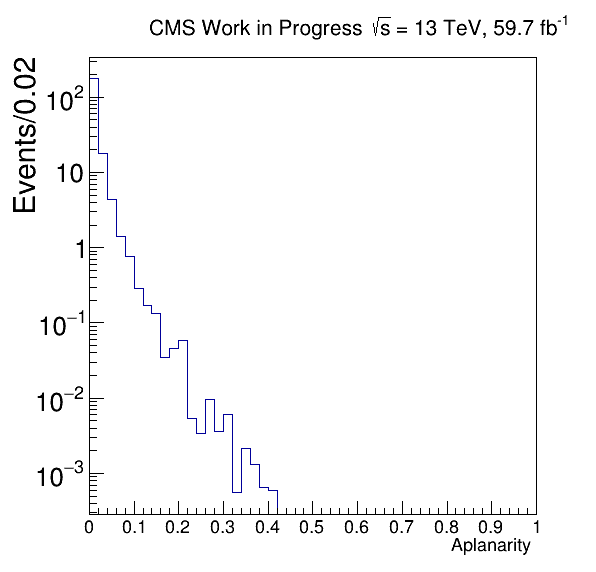 CMS Work in Progress √s = 13 TeV, 59.7 fb⁻¹
Events/0.02
10²
10
1
10⁻¹
10⁻²
10⁻³
0 0.1 0.2 0.3 0.4 0.5 0.6 0.7 0.8 0.9 1
Aplanarity